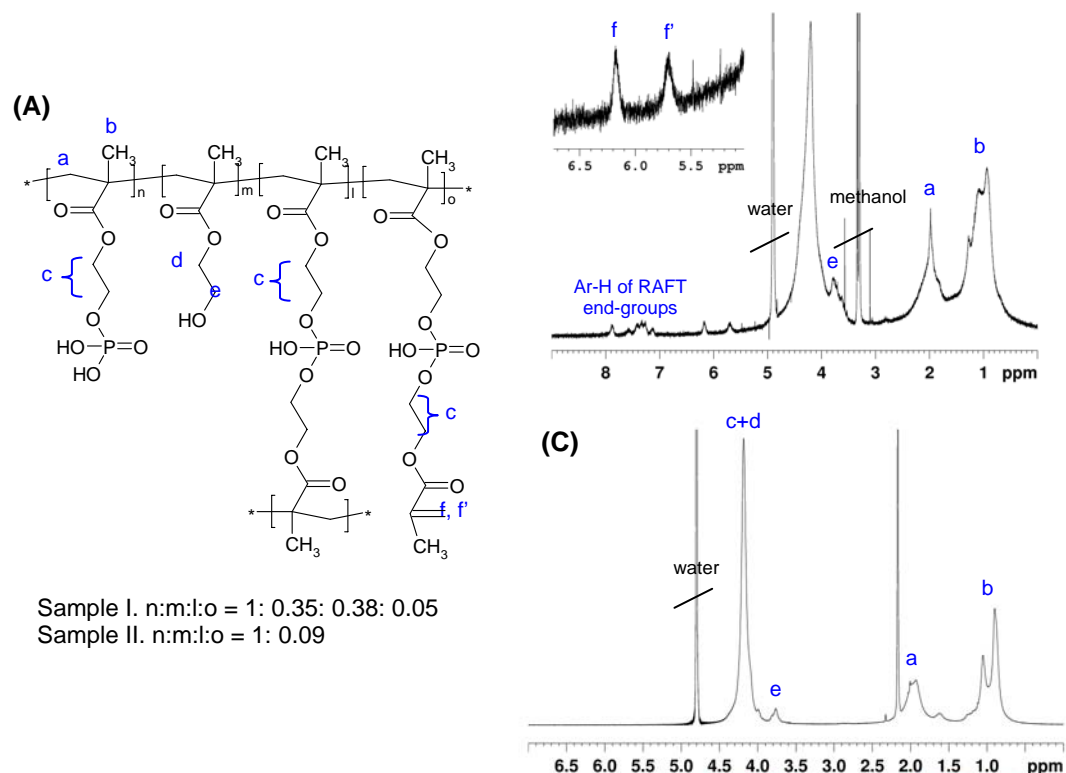 (A)
b
a
CH3
CH3
CH3
CH3
*
n
m
l
o
*
O
O
O
O
O
O
O
O
c
d
c
e
O
HO
O
O
HO P O
HO
HO P O
HO P O
O
O
c
O
O
O
O
*
*
f, f'
CH3
CH3
Sample I. n:m:l:o = 1: 0.35: 0.38: 0.05
Sample II. n:m:l:o = 1: 0.09
f
f'
6.5 6.0 5.5 ppm
b
a
water
methanol
e
Ar-H of RAFT
end-groups
8 7 6 5 4 3 2 1 ppm
(C)
c+d
water
b
a
e
6.5 6.0 5.5 5.0 4.5 4.0 3.5 3.0 2.5 2.0 1.5 1.0 ppm